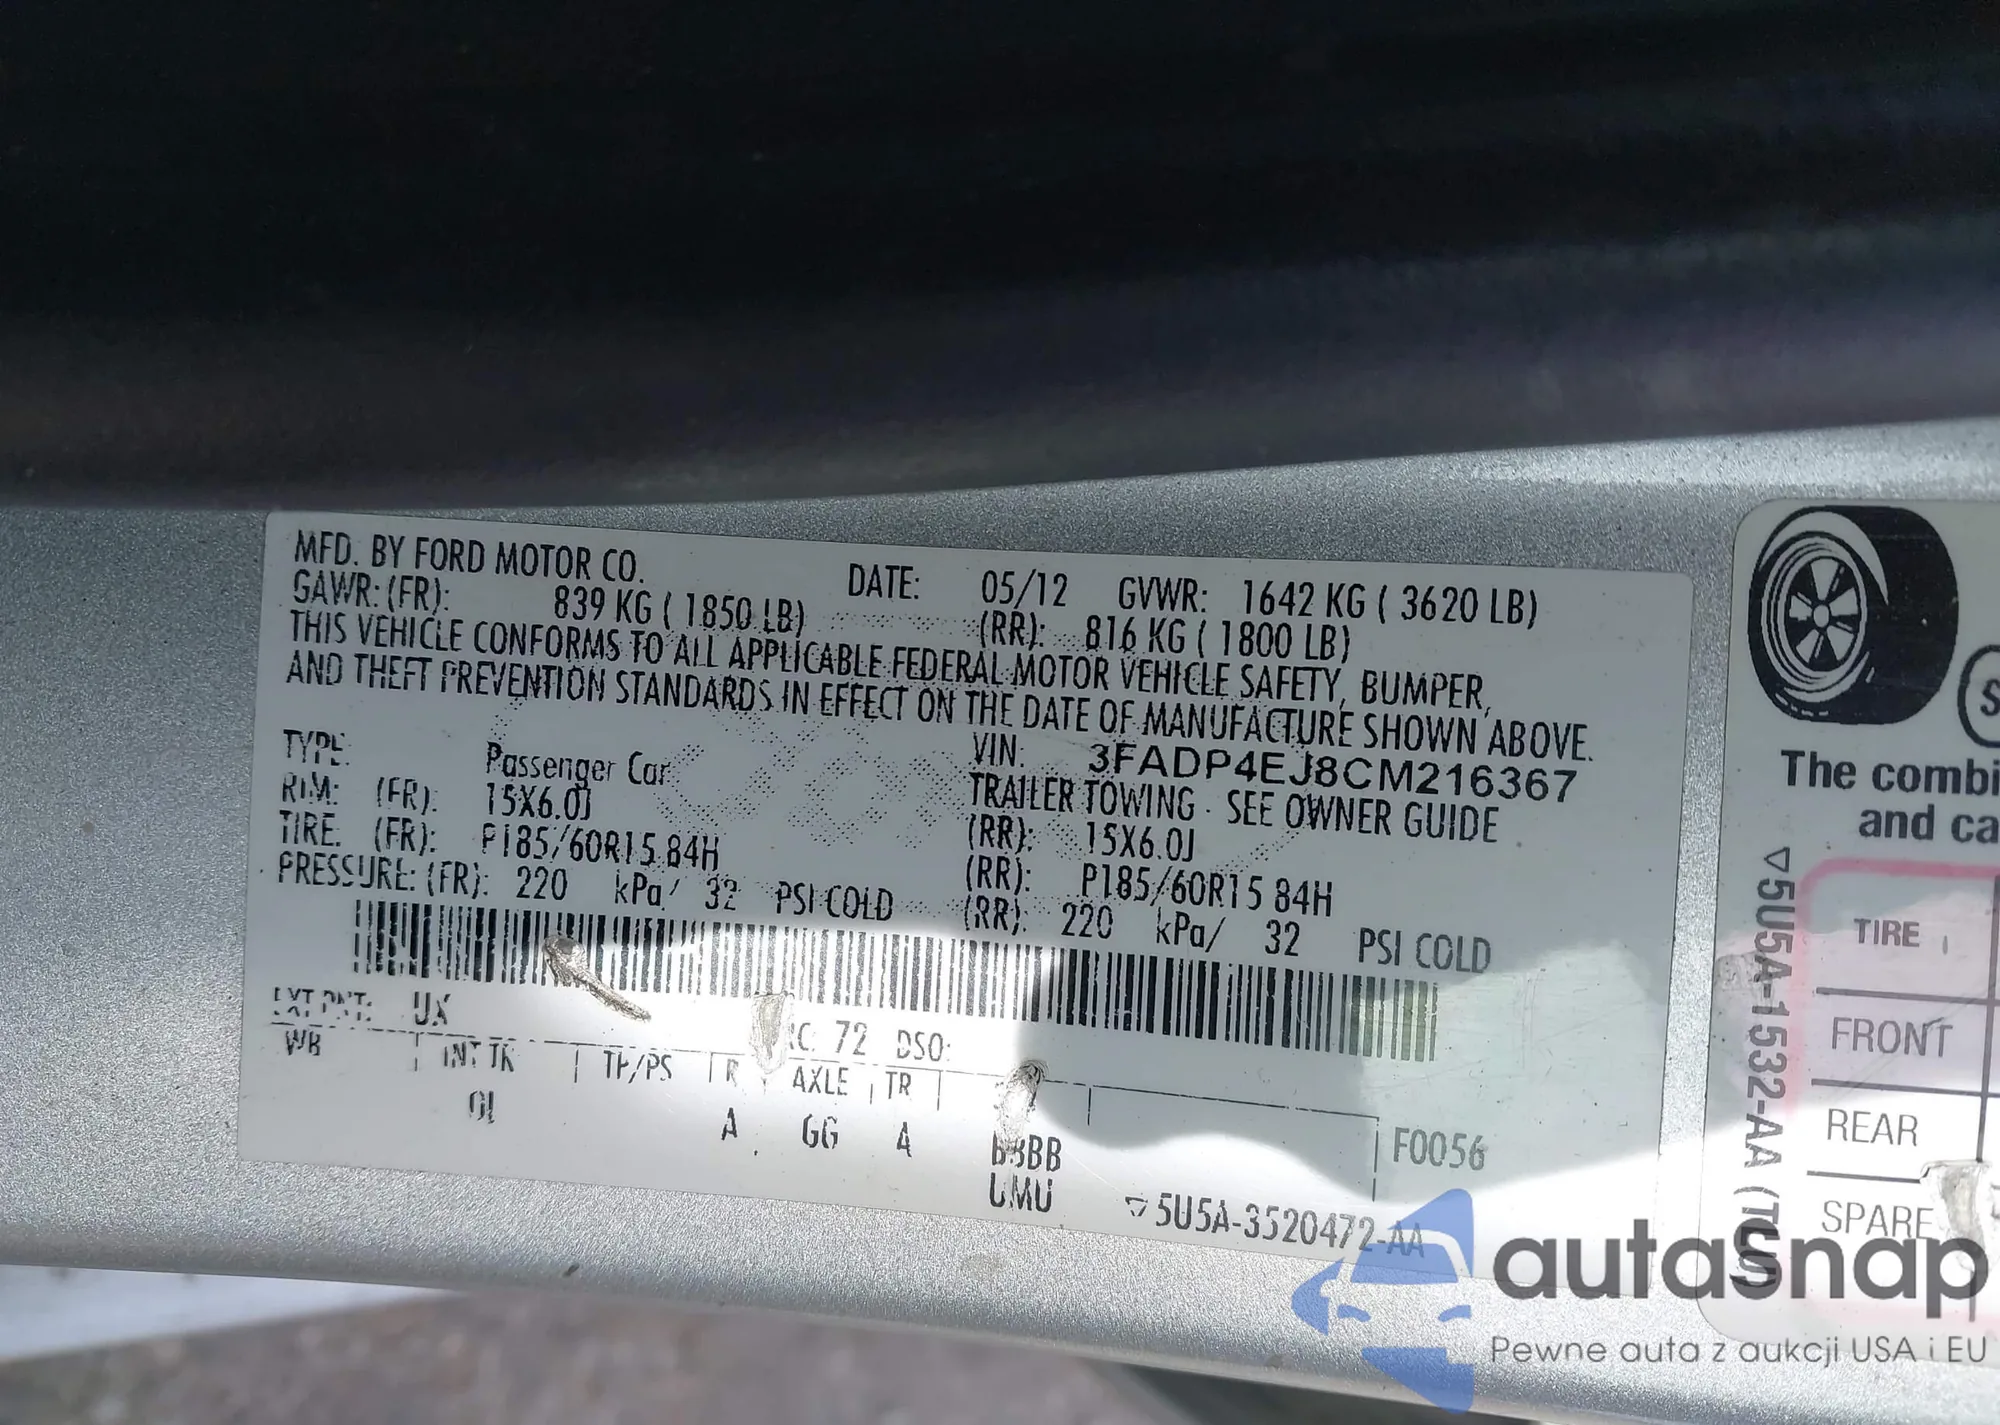 MFD. BY FORD MOTOR CO. DATE: 05/12 GVWR: 1642 KG ( 3620 LB)
GAWR: (FR): 839 KG ( 1850 LB) (RR): 816 KG ( 1800 LB)
THIS VEHICLE CONFORMS TO ALL APPLICABLE FEDERAL MOTOR VEHICLE SAFETY, BUMPER,
AND THEFT PREVENTION STANDARDS IN EFFECT ON THE DATE OF MANUFACTURE SHOWN ABOVE.
VIN: 3FADP4EJ8CM216367
TYPE: Passenger Car TRAILER TOWING - SEE OWNER GUIDE
RIM: (FR): 15X6.0J (RR): 15X6.0J
TIRE: (FR): P185/60R15 84H (RR): P185/60R15 84H
PRESSURE: (FR): 220 kPa/ 32 PSI COLD (RR): 220 kPa/ 32 PSI COLD
EXT PNT: UX RC: 72 DSO:
WB INT TR TP/PS R AXLE TR
A GG 4
BBBB F0056
UMU
▽5U5A-3520472-AA
The combi
and ca
▽5U5A-1532-AA
TIRE
FRONT
REAR
SPARE
autasnap
Pewne auta z aukcji USA i EU